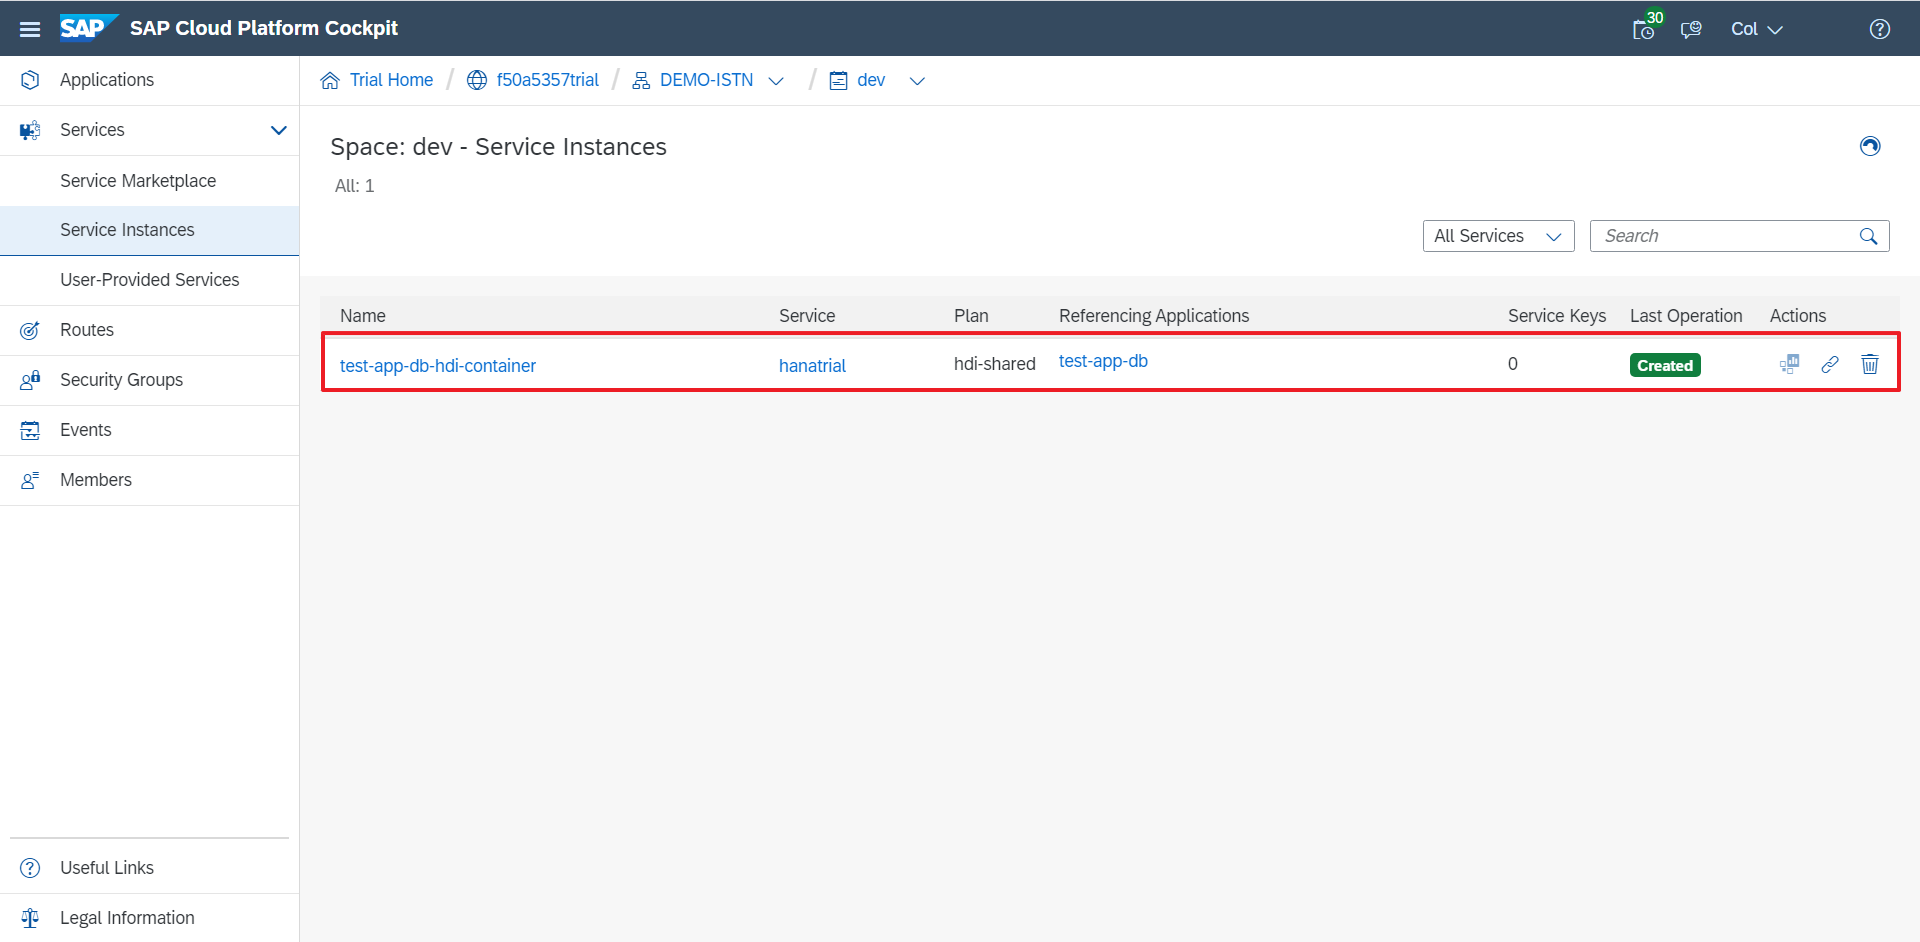 SAP SAP Cloud Platform Cockpit
30
Col
Applications
Services
Service Marketplace
Service Instances
User-Provided Services
Routes
Security Groups
Events
Members
Useful Links
Legal Information
Trial Home / f50a5357trial / DEMO-ISTN / dev
Space: dev - Service Instances
All: 1
All Services
Search
Name Service Plan Referencing Applications Service Keys Last Operation Actions
test-app-db-hdi-container hanatrial hdi-shared test-app-db 0 Created